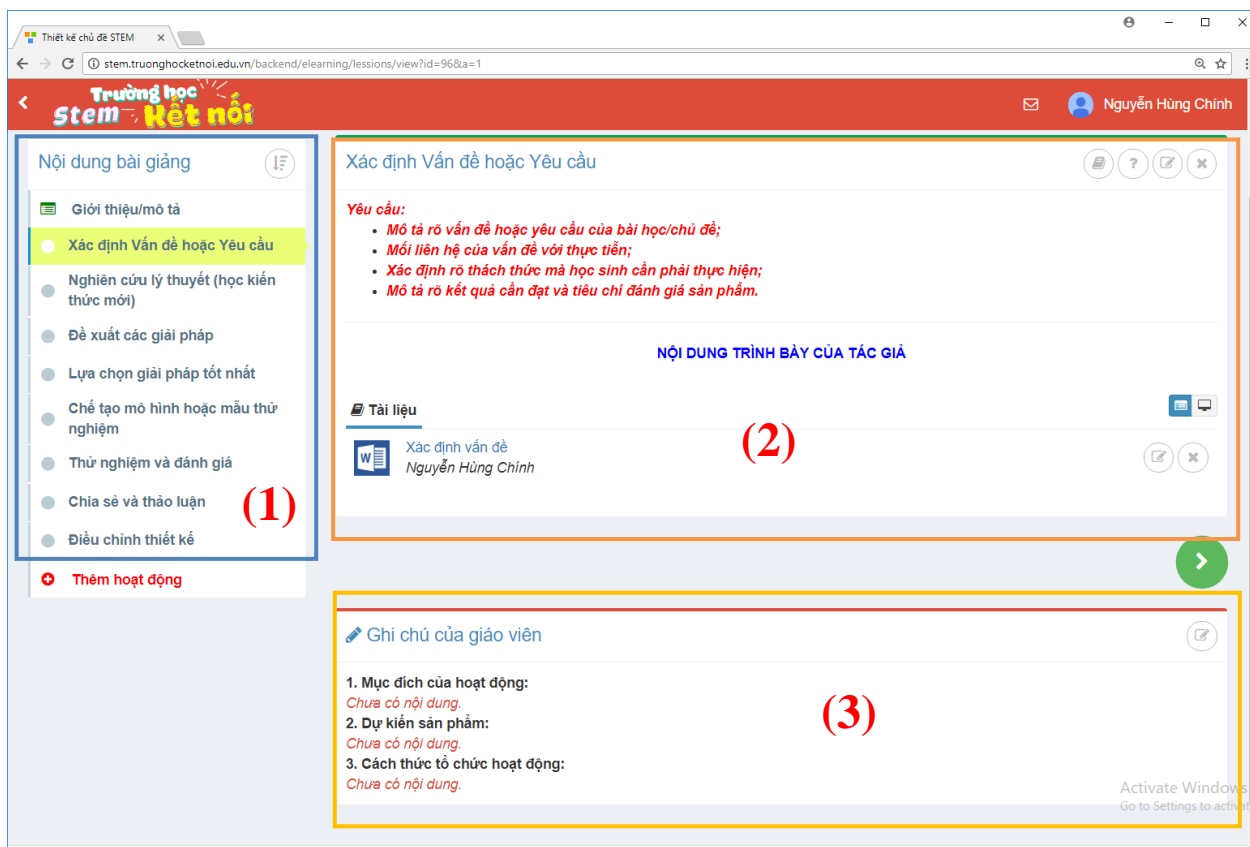 Thiết kế chủ đề STEM
stem.truonghocketnoi.edu.vn/backend/elearning/lessions/view?id=96&a=1
Trường học
Stem Kết nối
Nguyễn Hùng Chính
Nội dung bài giảng
Giới thiệu/mô tả
Xác định Vấn đề hoặc Yêu cầu
Nghiên cứu lý thuyết (học kiến
thức mới)
Đề xuất các giải pháp
Lựa chọn giải pháp tốt nhất
Chế tạo mô hình hoặc mẫu thử
nghiệm
Thử nghiệm và đánh giá
Chia sẻ và thảo luận
(1)
Điều chỉnh thiết kế
Thêm hoạt động
Xác định Vấn đề hoặc Yêu cầu
Yêu cầu:
Mô tả rõ vấn đề hoặc yêu cầu của bài học/chủ đề;
Mối liên hệ của vấn đề với thực tiễn;
Xác định rõ thách thức mà học sinh cần phải thực hiện;
Mô tả rõ kết quả cần đạt và tiêu chí đánh giá sản phẩm.
NỘI DUNG TRÌNH BÀY CỦA TÁC GIẢ
Tài liệu
(2)
Xác định vấn đề
Nguyễn Hùng Chính
Ghi chú của giáo viên
1. Mục đích của hoạt động:
Chưa có nội dung.
2. Dự kiến sản phẩm:
Chưa có nội dung.
3. Cách thức tổ chức hoạt động:
Chưa có nội dung.
(3)
Activate Windows
Go to Settings to activat